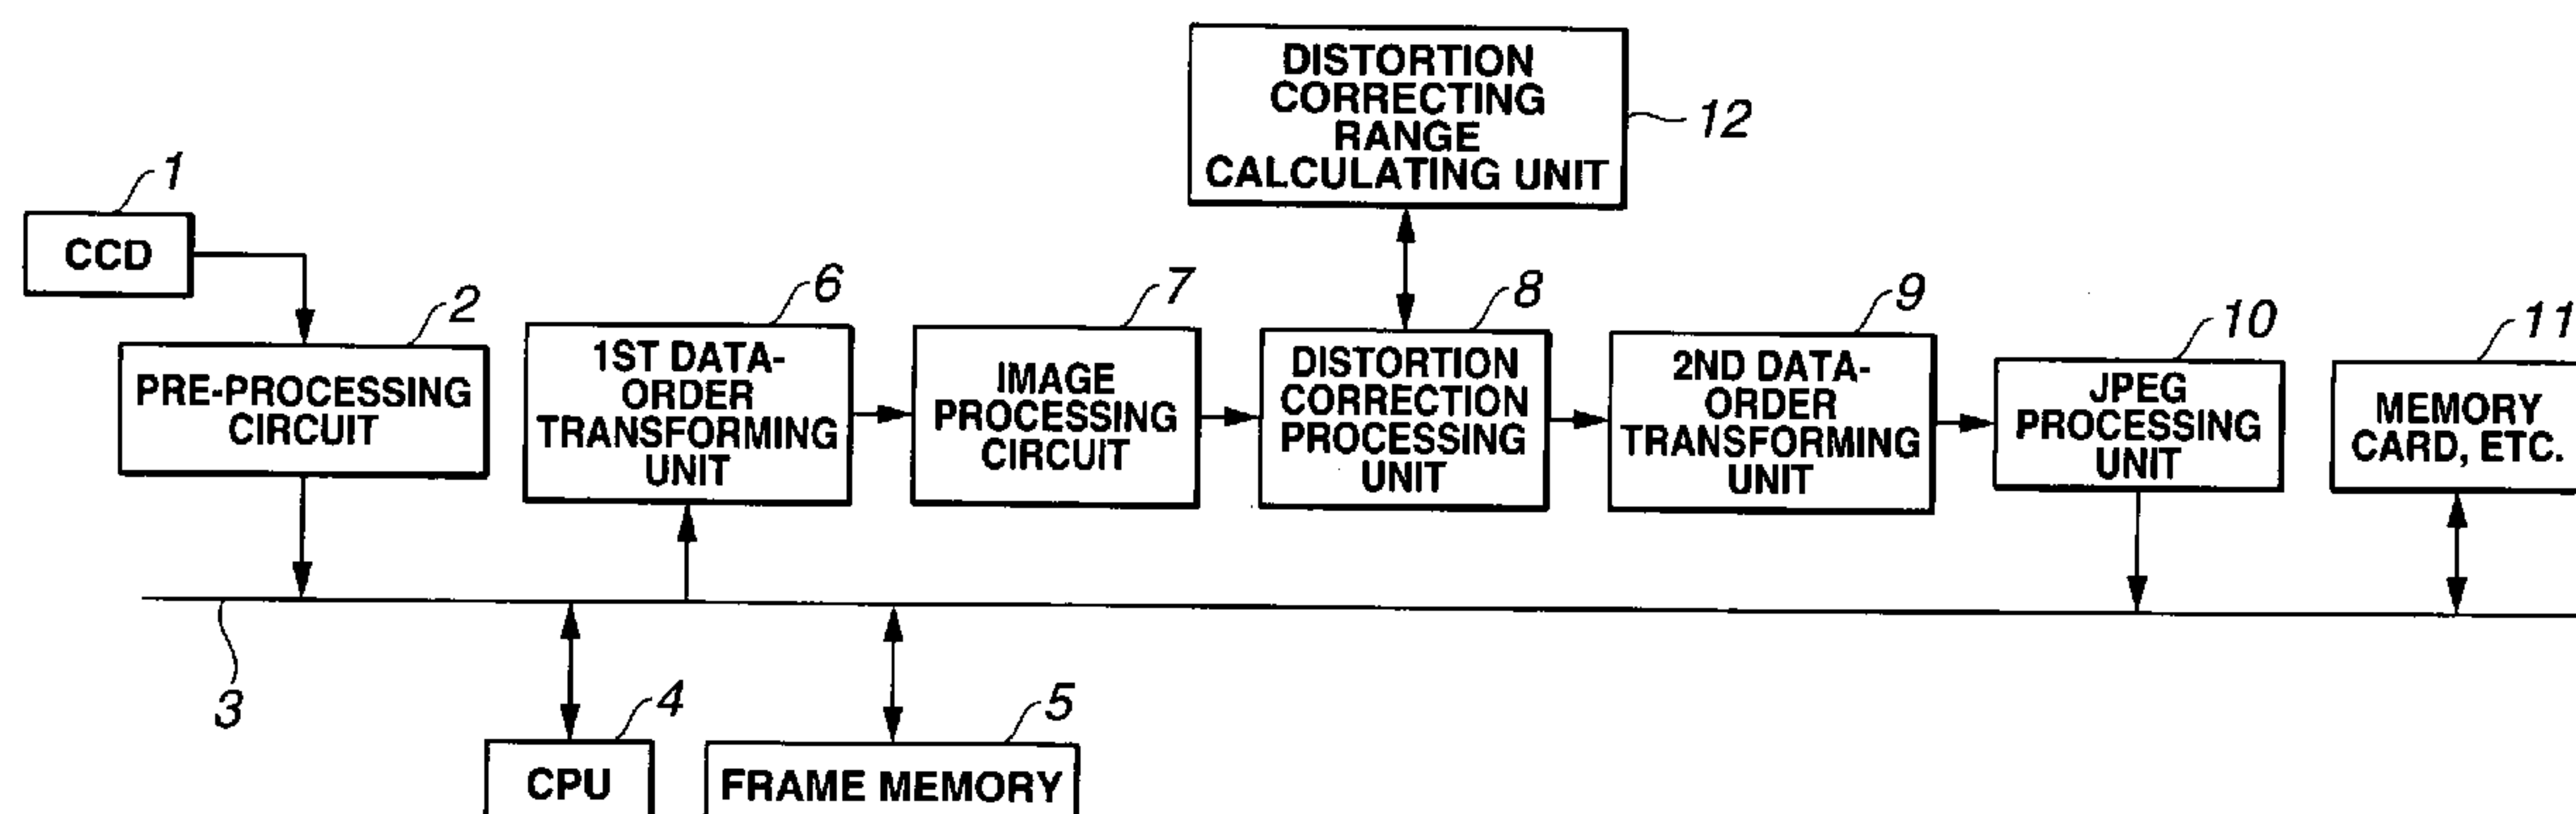 DISTORTION
CORRECTING
RANGE
CALCULATING UNIT
12
1
CCD
2
PRE-PROCESSING
CIRCUIT
6
1ST DATA-
ORDER
TRANSFORMING
UNIT
7
IMAGE
PROCESSING
CIRCUIT
8
DISTORTION
CORRECTION
PROCESSING
UNIT
9
2ND DATA-
ORDER
TRANSFORMING
UNIT
10
JPEG
PROCESSING
UNIT
11
MEMORY
CARD, ETC.
3
4
CPU
5
FRAME MEMORY